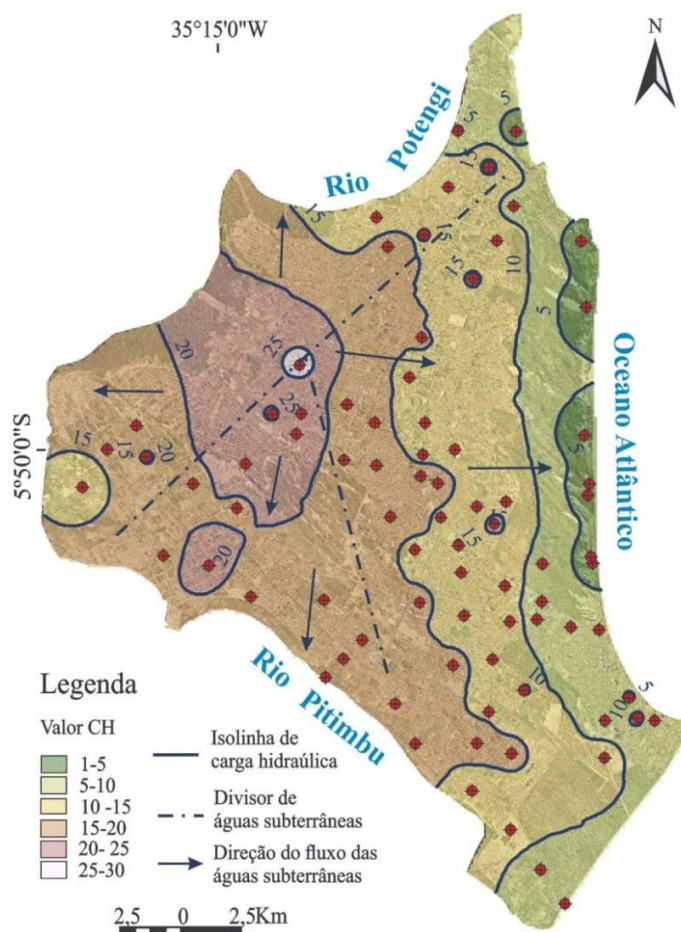 35°15'0"W
N
5
5
Rio Potengi
15
15
15
15
10
5
Oceano Atlântico
20
25
25
5°50'0"S
15
15
20
5
15
20
Rio Pitimbu
10
5
10
Legenda
Valor CH
1-5
5-10
10 -15
15-20
20- 25
25-30
Isolinha de
carga hidraúlica
Divisor de
águas subterrâneas
Direção do fluxo das
águas subterrâneas
2,5 0 2,5Km